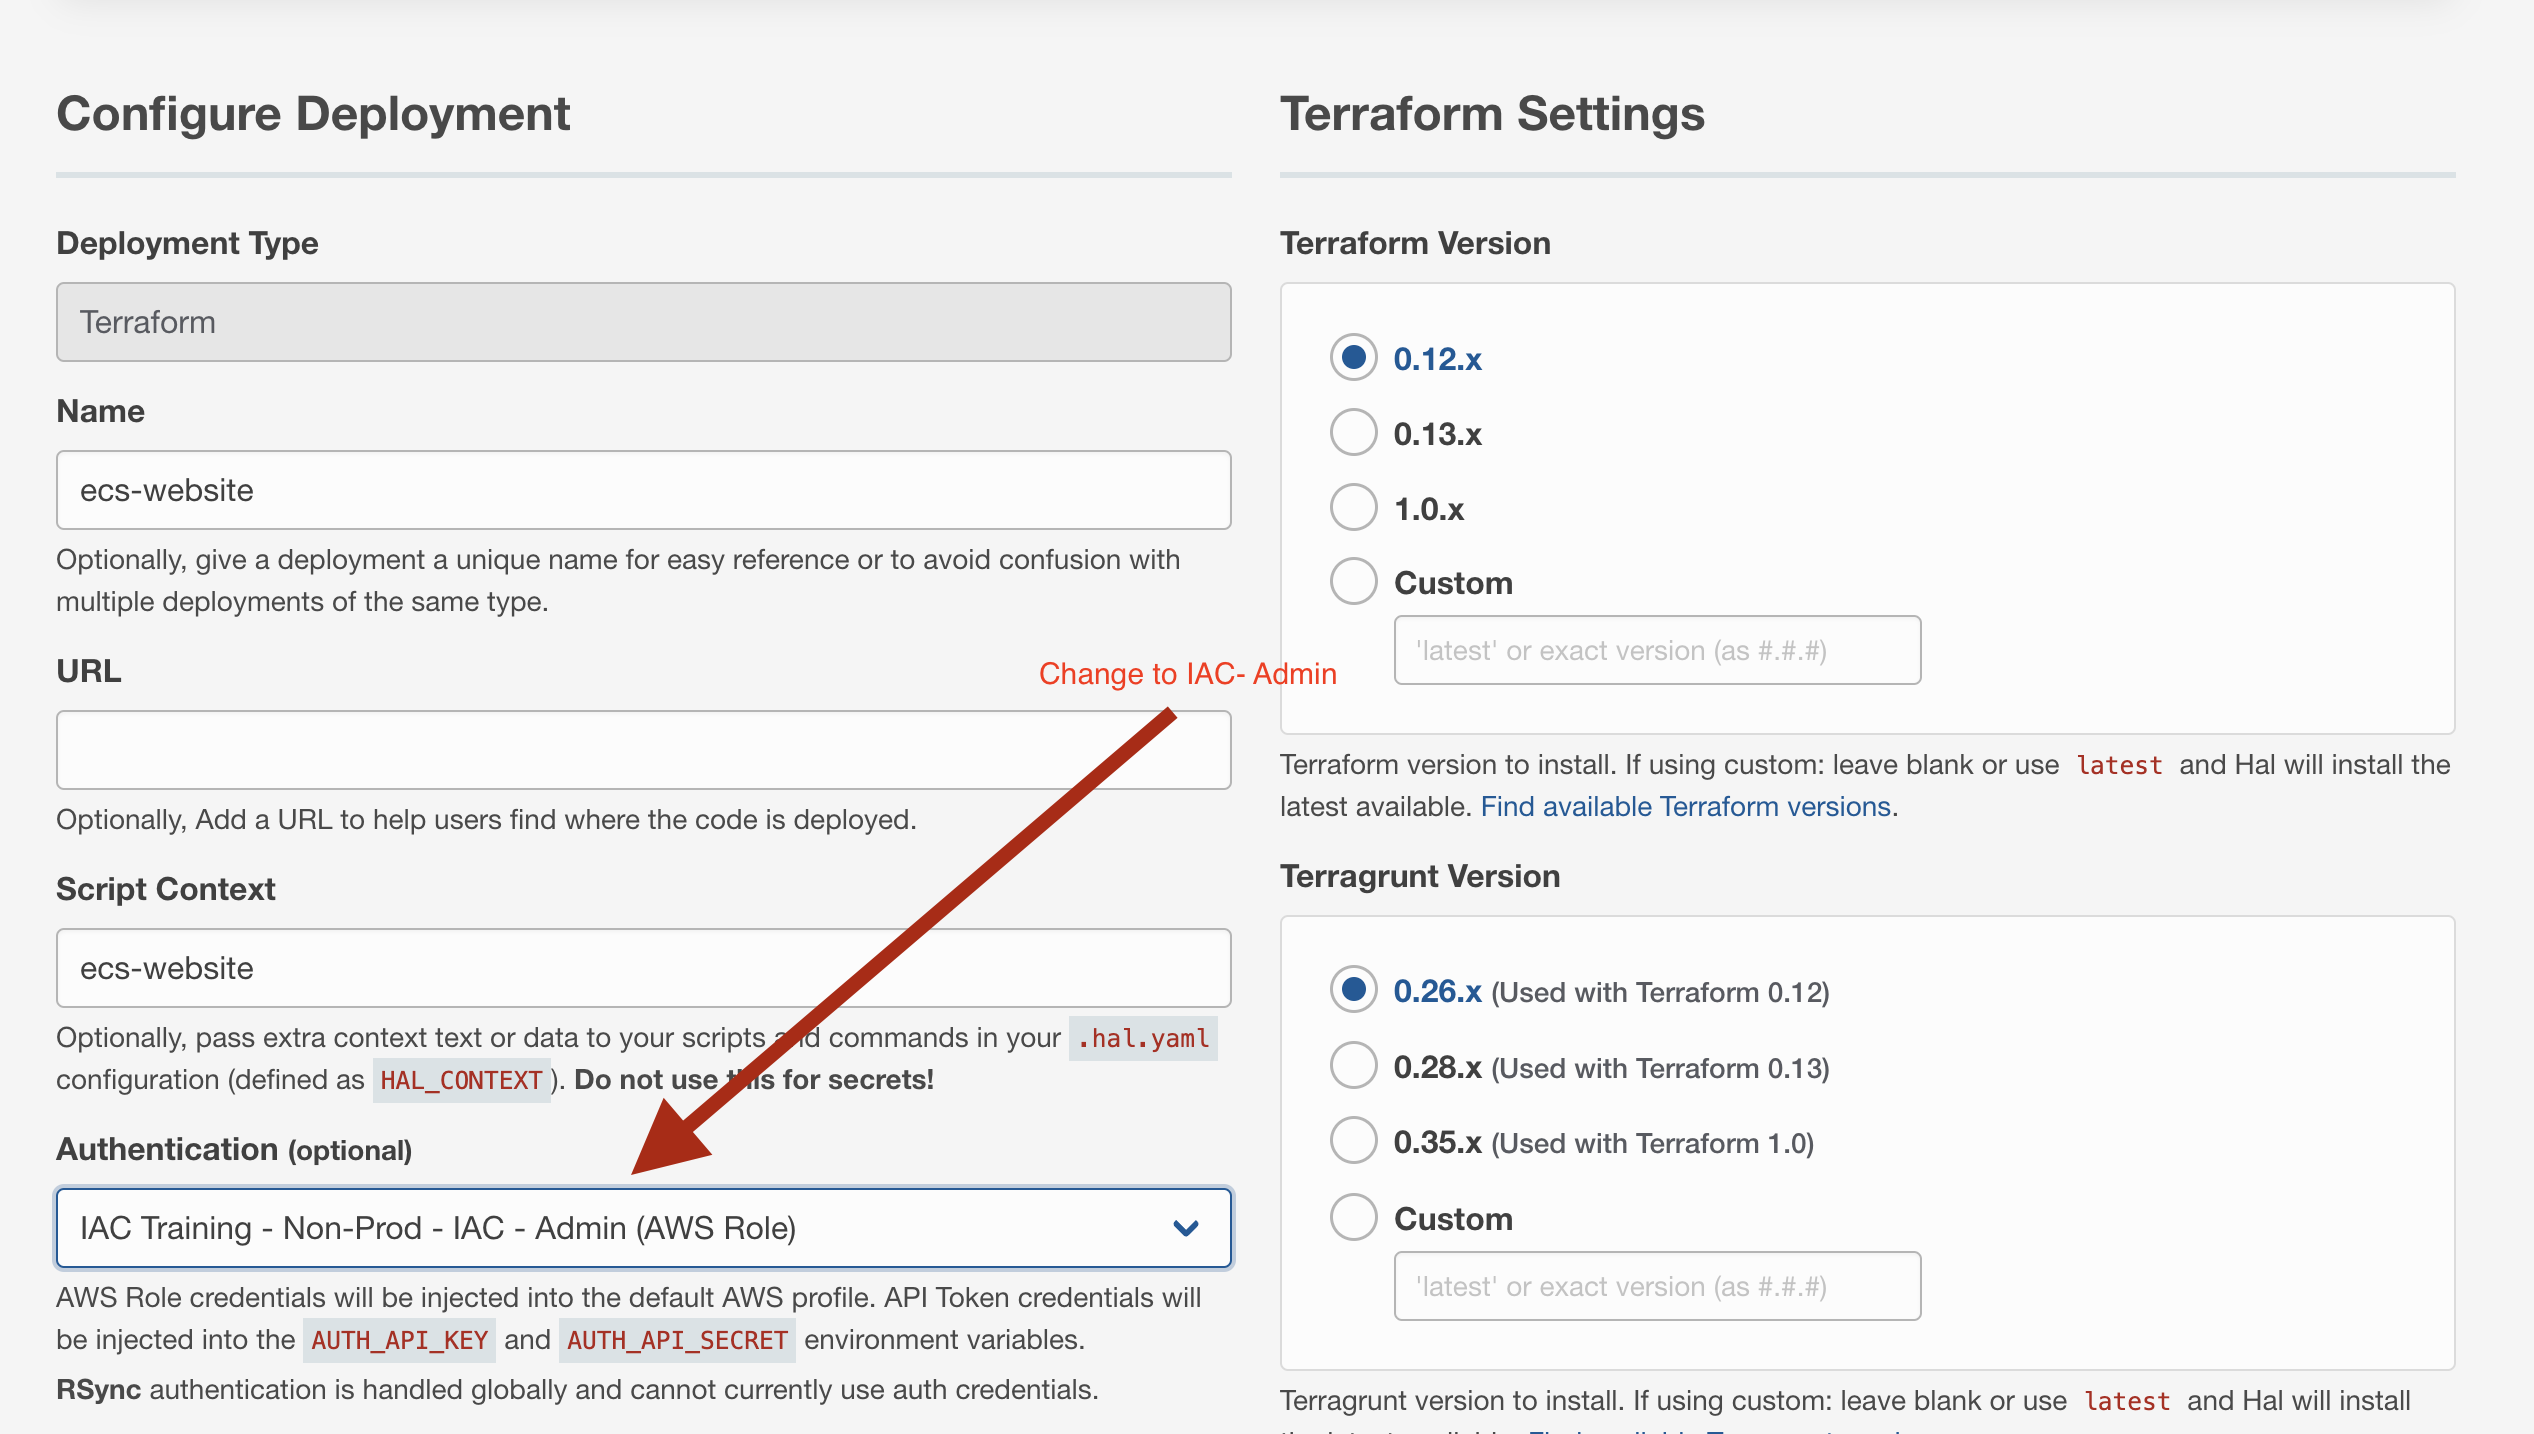 Configure Deployment
Deployment Type
Terraform
Name
ecs-website
Optionally, give a deployment a unique name for easy reference or to avoid confusion with
multiple deployments of the same type.
URL
Change to IAC- Admin
Optionally, Add a URL to help users find where the code is deployed.
Script Context
ecs-website
Optionally, pass extra context text or data to your scripts and commands in your .hal.yaml
configuration (defined as HAL_CONTEXT). Do not use this for secrets!
Authentication (optional)
IAC Training - Non-Prod - IAC - Admin (AWS Role)
AWS Role credentials will be injected into the default AWS profile. API Token credentials will
be injected into the AUTH_API_KEY and AUTH_API_SECRET environment variables.
RSync authentication is handled globally and cannot currently use auth credentials.
Terraform Settings
Terraform Version
0.12.x
0.13.x
1.0.x
Custom
'latest' or exact version (as #.#.#)
Terraform version to install. If using custom: leave blank or use latest and Hal will install the
latest available. Find available Terraform versions.
Terragrunt Version
0.26.x (Used with Terraform 0.12)
0.28.x (Used with Terraform 0.13)
0.35.x (Used with Terraform 1.0)
Custom
'latest' or exact version (as #.#.#)
Terragrunt version to install. If using custom: leave blank or use latest and Hal will install